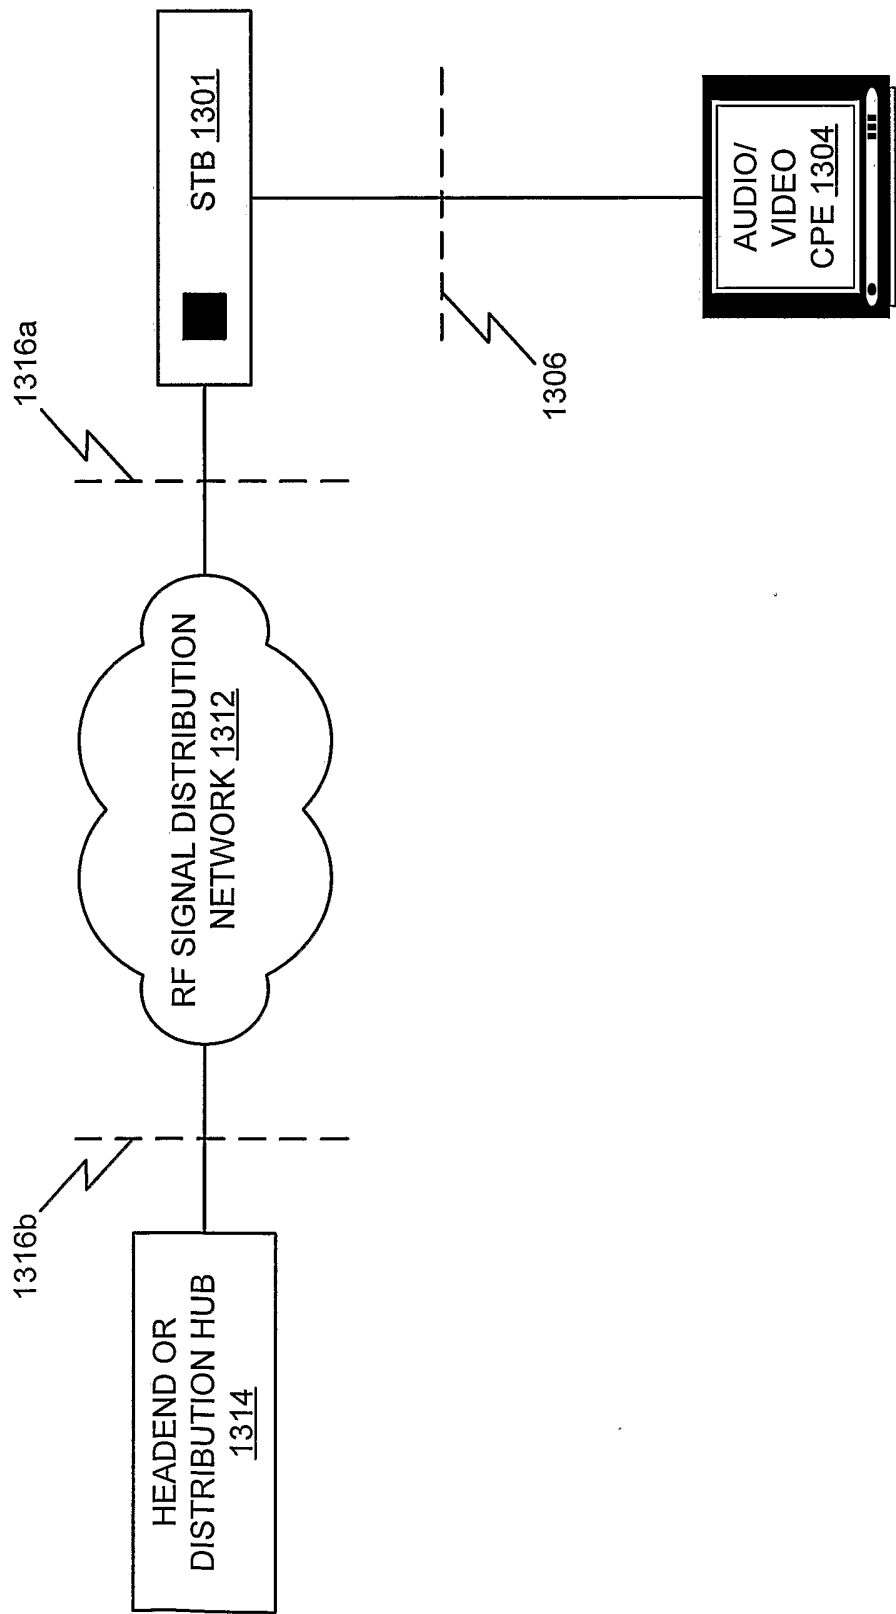 1316b
1316a
HEADEND OR
DISTRIBUTION HUB
1314
RF SIGNAL DISTRIBUTION
NETWORK 1312
STB 1301
1306
AUDIO/
VIDEO
CPE 1304